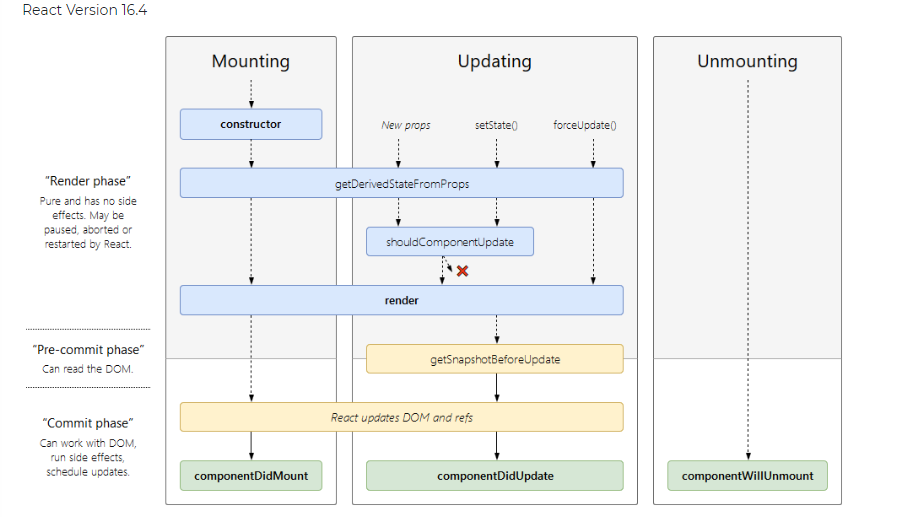 React Version 16.4
Mounting
Updating
Unmounting
constructor
New props
setState()
forceUpdate()
"Render phase"
Pure and has no side
effects. May be
paused, aborted or
restarted by React.
getDerivedStateFromProps
shouldComponentUpdate
render
"Pre-commit phase"
Can read the DOM.
getSnapshotBeforeUpdate
"Commit phase"
Can work with DOM,
run side effects,
schedule updates.
React updates DOM and refs
componentDidMount
componentDidUpdate
componentWillUnmount